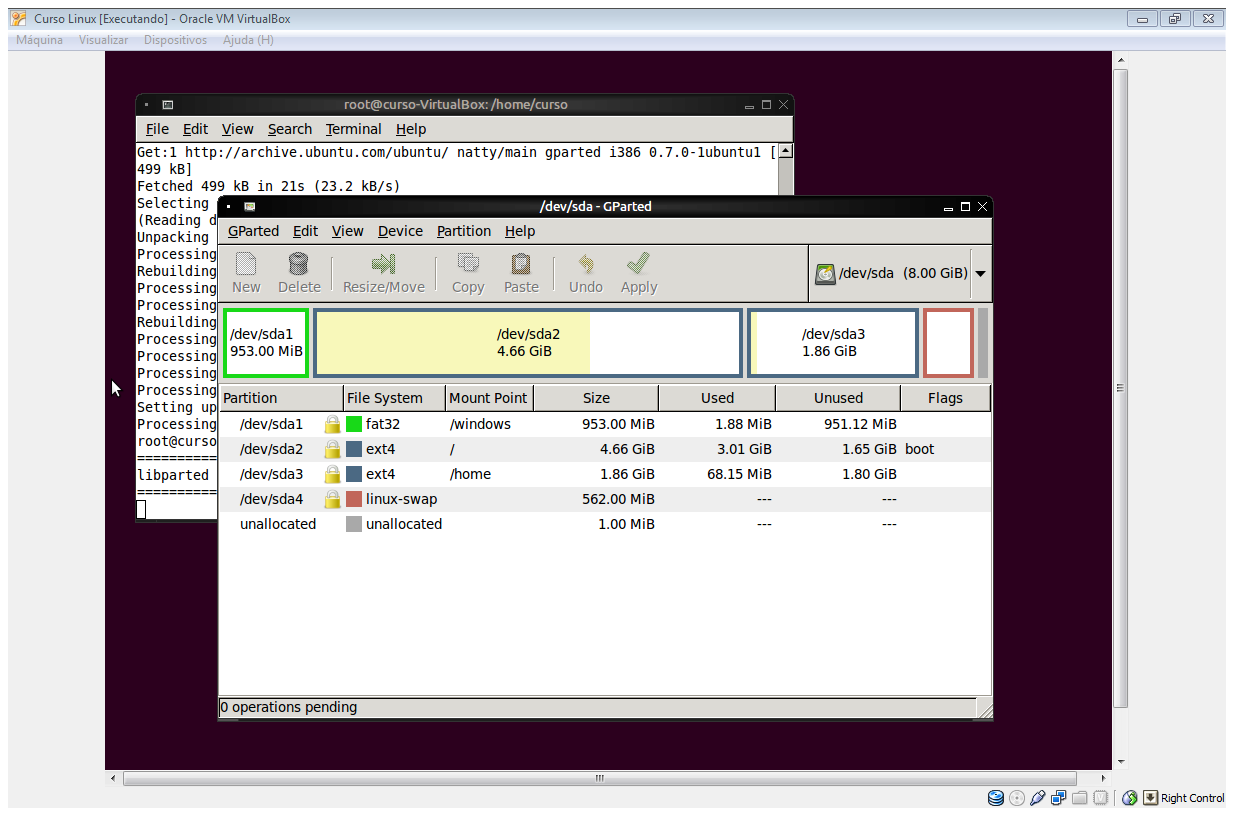 Curso Linux [Executando] - Oracle VM VirtualBox
Máquina Visualizar Dispositivos Ajuda (H)
root@curso-VirtualBox: /home/curso
File Edit View Search Terminal Help
Get:1 http://archive.ubuntu.com/ubuntu/ natty/main gparted i386 0.7.0-1ubuntu1 [
499 kB]
Fetched 499 kB in 21s (23.2 kB/s)
Selecting
(Reading d
Unpacking
Processing
Rebuilding
Processing
Processing
Rebuilding
Processing
Processing
Processing
Processing
Setting up
Processing
root@curso
==========
libparted
==========
/dev/sda - GParted
GParted Edit View Device Partition Help
New Delete Resize/Move Copy Paste Undo Apply
/dev/sda (8.00 GiB)
/dev/sda1 /dev/sda2 /dev/sda3
953.00 MiB 4.66 GiB 1.86 GiB
Partition File System Mount Point Size Used Unused Flags
/dev/sda1 fat32 /windows 953.00 MiB 1.88 MiB 951.12 MiB
/dev/sda2 ext4 / 4.66 GiB 3.01 GiB 1.65 GiB boot
/dev/sda3 ext4 /home 1.86 GiB 68.15 MiB 1.80 GiB
/dev/sda4 linux-swap 562.00 MiB --- ---
unallocated unallocated 1.00 MiB --- ---
0 operations pending
Right Control